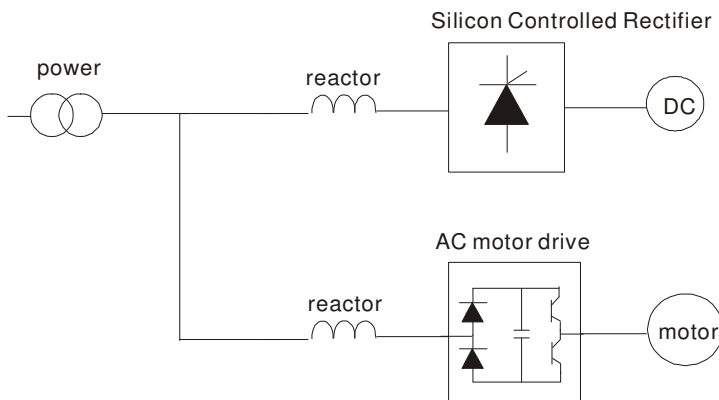 Silicon Controlled Rectifier
power
reactor
DC
AC motor drive
reactor
motor